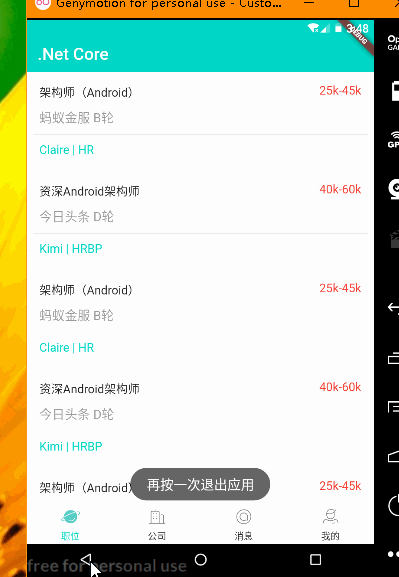 Genymotion for personal use - Custo...
3:48
DEBUG
.Net Core
架构师（Android） 25k-45k
蚂蚁金服 B轮
Claire | HR
资深Android架构师 40k-60k
今日头条 D轮
Kimi | HRBP
架构师（Android） 25k-45k
蚂蚁金服 B轮
Claire | HR
资深Android架构师 40k-60k
今日头条 D轮
Kimi | HRBP
架构师（Android） 25k-45k
再按一次退出应用
职位 公司 消息 我的
free for personal use
GPS